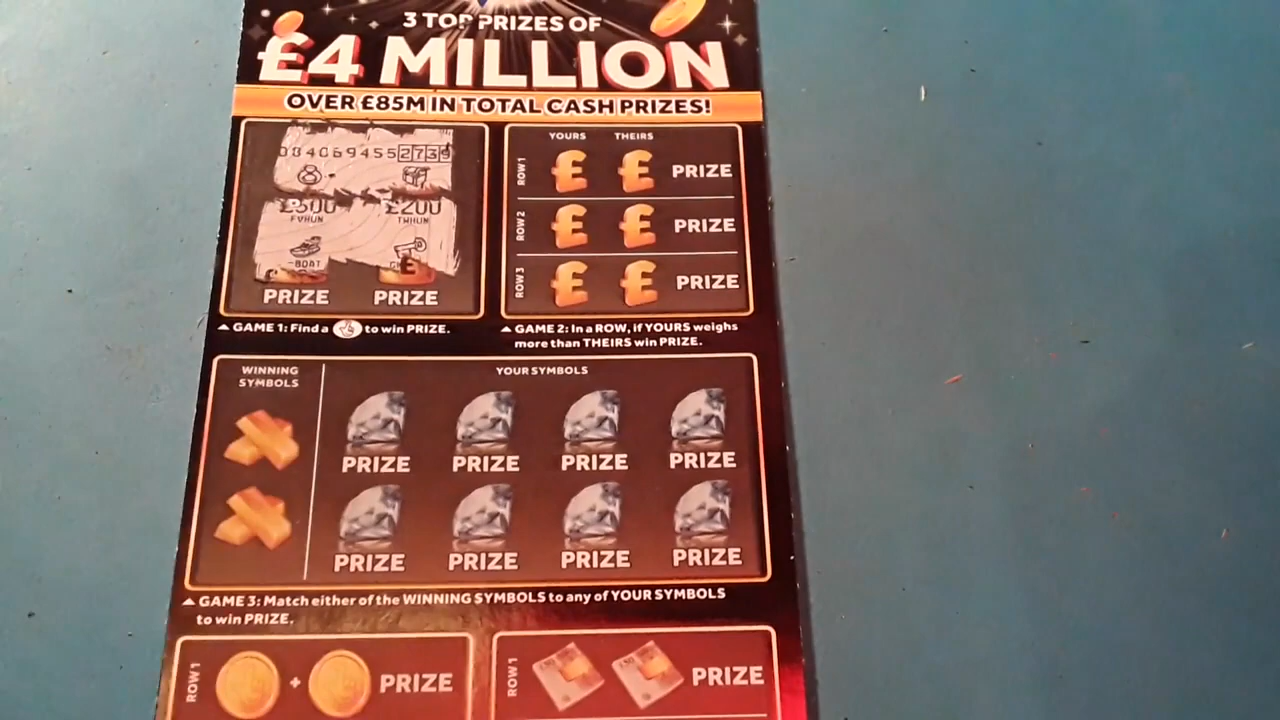 3 TOP PRIZES OF
£4 MILLION
OVER £85M IN TOTAL CASH PRIZES!
0840694552739
£500 £200
FVHUN TWHUN
BOAT
PRIZE PRIZE
GAME 1: Find a to win PRIZE.
YOURS THEIRS
ROW 1 £ £ PRIZE
ROW 2 £ £ PRIZE
ROW 3 £ £ PRIZE
GAME 2: In a ROW, if YOURS weighs
more than THEIRS win PRIZE.
WINNING
SYMBOLS
YOUR SYMBOLS
PRIZE PRIZE PRIZE PRIZE
PRIZE PRIZE PRIZE PRIZE
GAME 3: Match either of the WINNING SYMBOLS to any of YOUR SYMBOLS
to win PRIZE.
ROW 1 + PRIZE
ROW 1 PRIZE